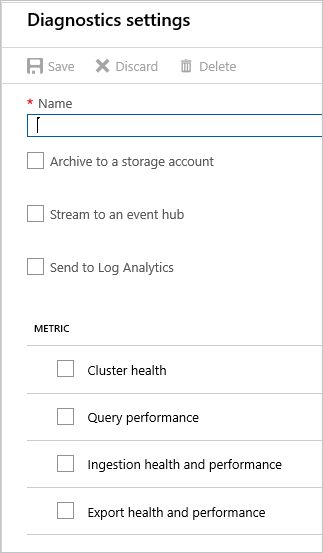 Diagnostics settings
Save Discard Delete
* Name
Archive to a storage account
Stream to an event hub
Send to Log Analytics
METRIC
Cluster health
Query performance
Ingestion health and performance
Export health and performance